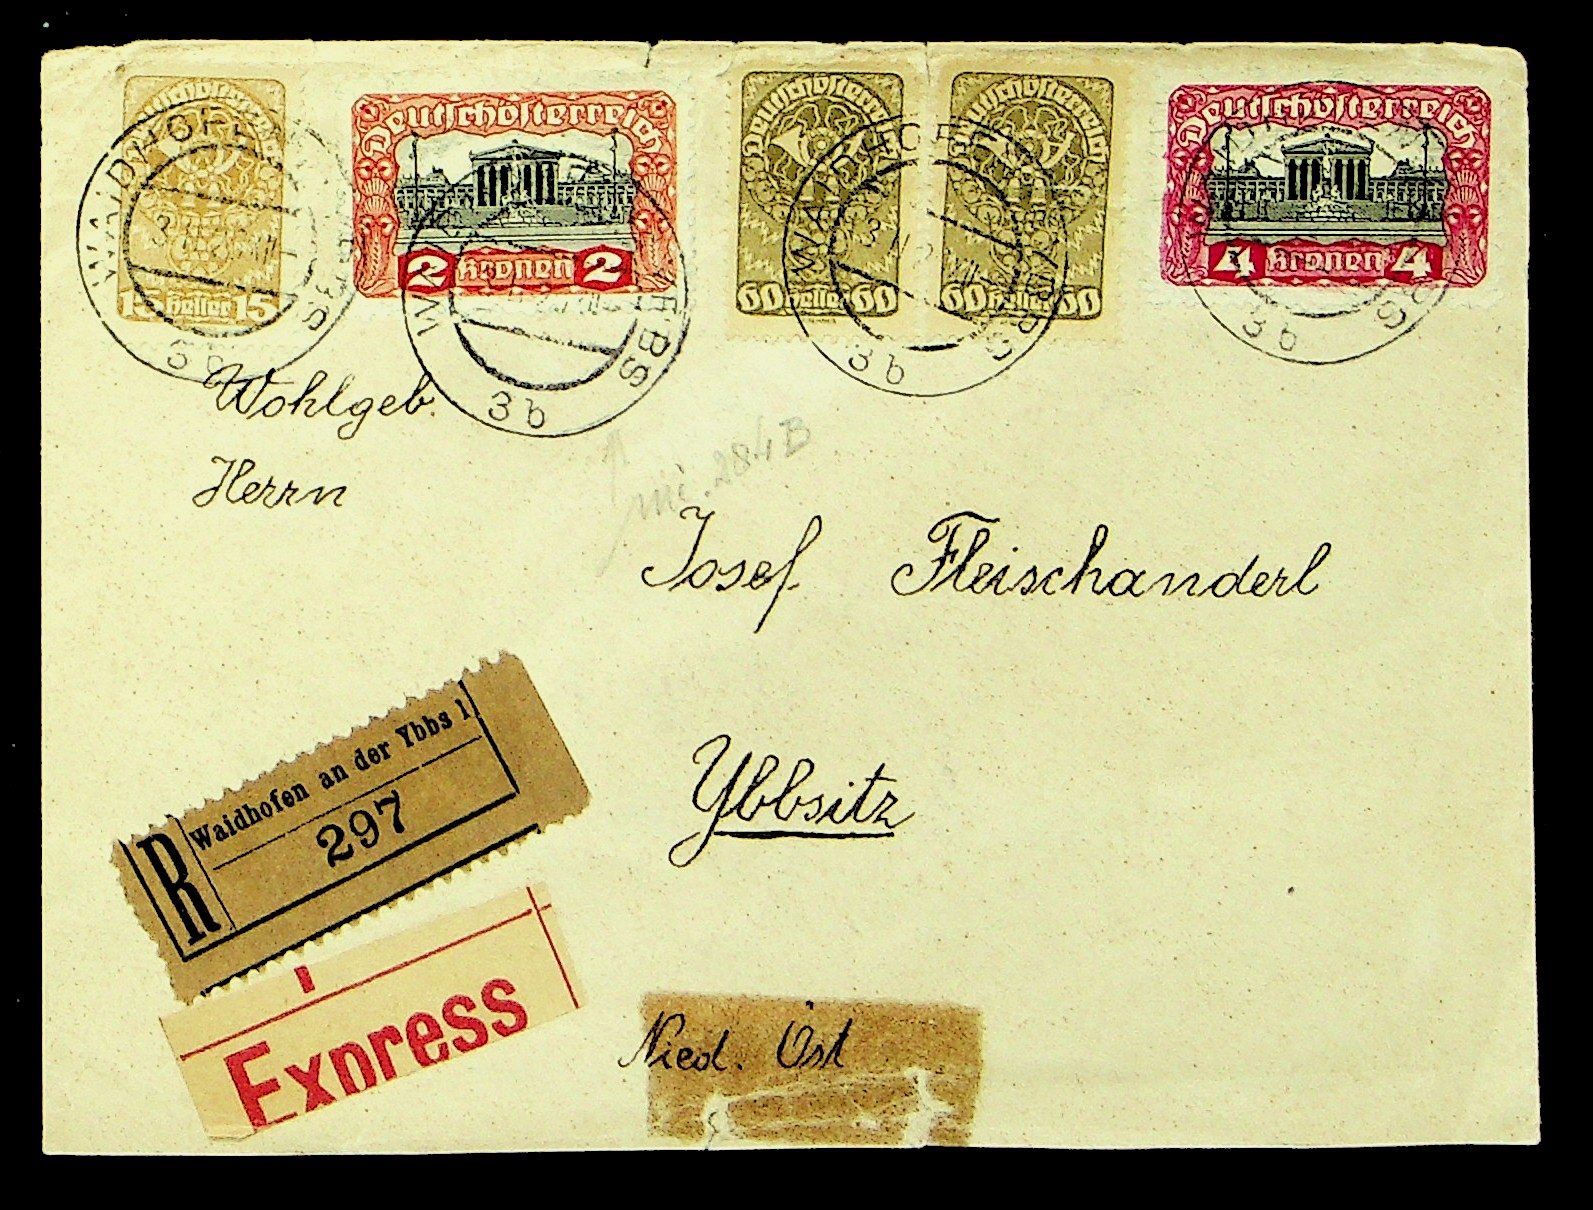 Deutschösterreich
15 Heller 15
Deutschösterreich
2 Kronen 2
Deutschösterreich
60 Heller 60
Deutschösterreich
60 Heller 60
Deutschösterreich
4 Kronen 4
3b
3b
3b
3b
Wohlgeb.
Herrn
Mi. 284B
Josef Fleischanderl
Ybbsitz
R Waidhofen an der Ybbs 1
297
Express
Nied. Öst